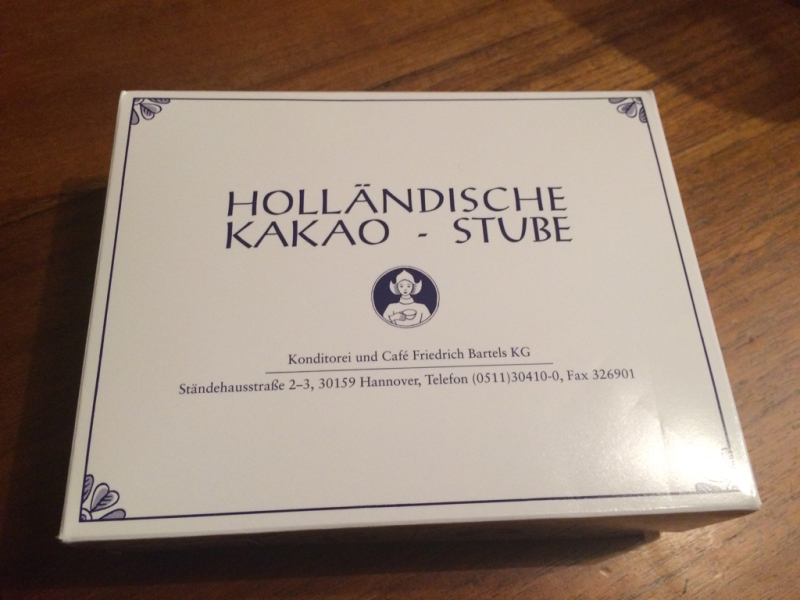 HOLLÄNDISCHE
KAKAO - STUBE
Konditorei und Café Friedrich Bartels KG
Ständehausstraße 2–3, 30159 Hannover, Telefon (0511)30410-0, Fax 326901